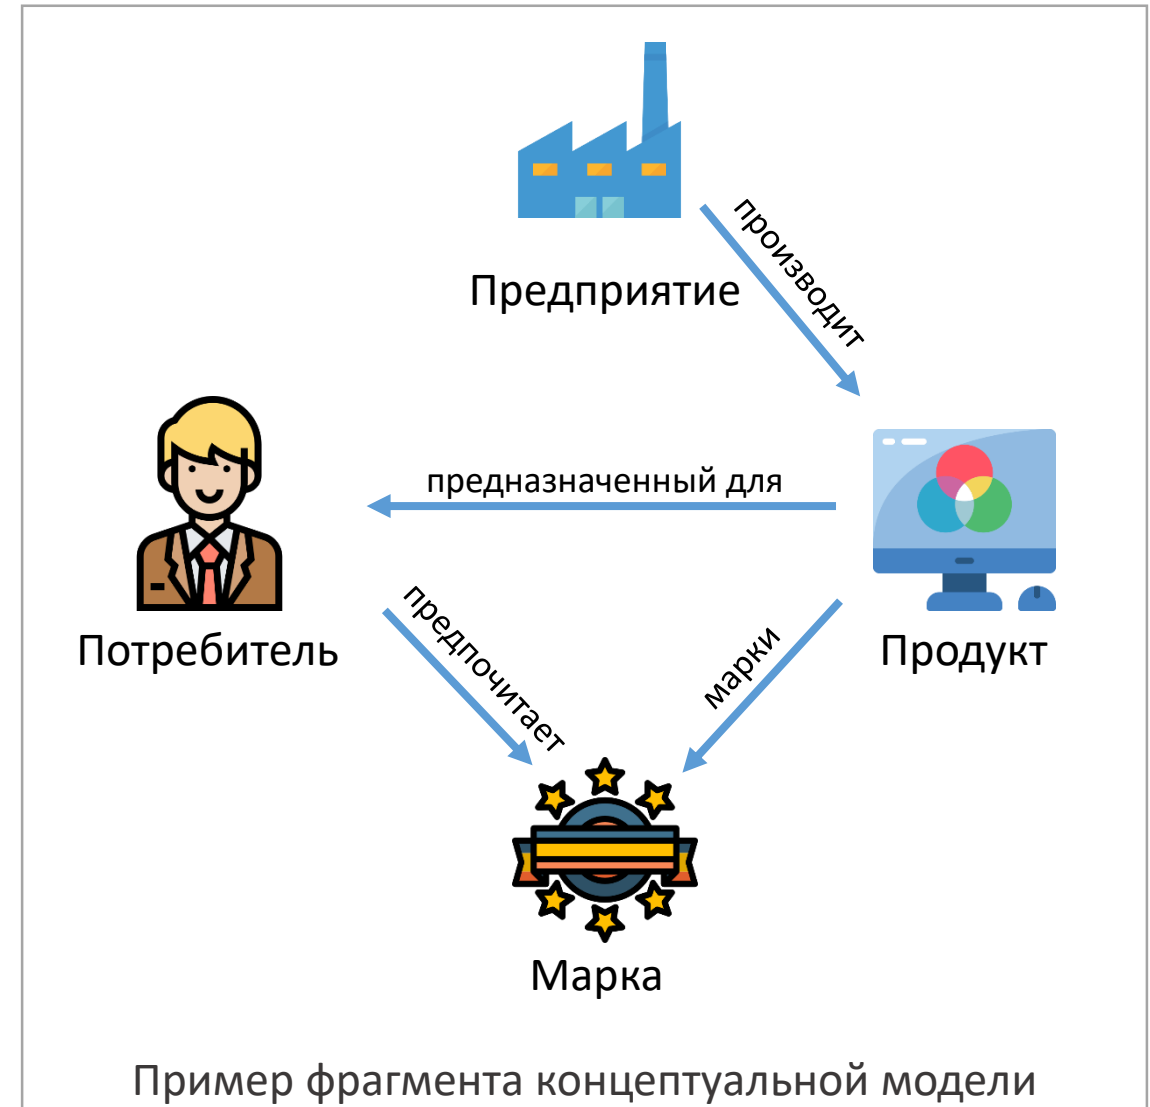 Предприятие
производит
предназначенный для
Потребитель
предпочитает
марки
Продукт
Марка
Пример фрагмента концептуальной модели